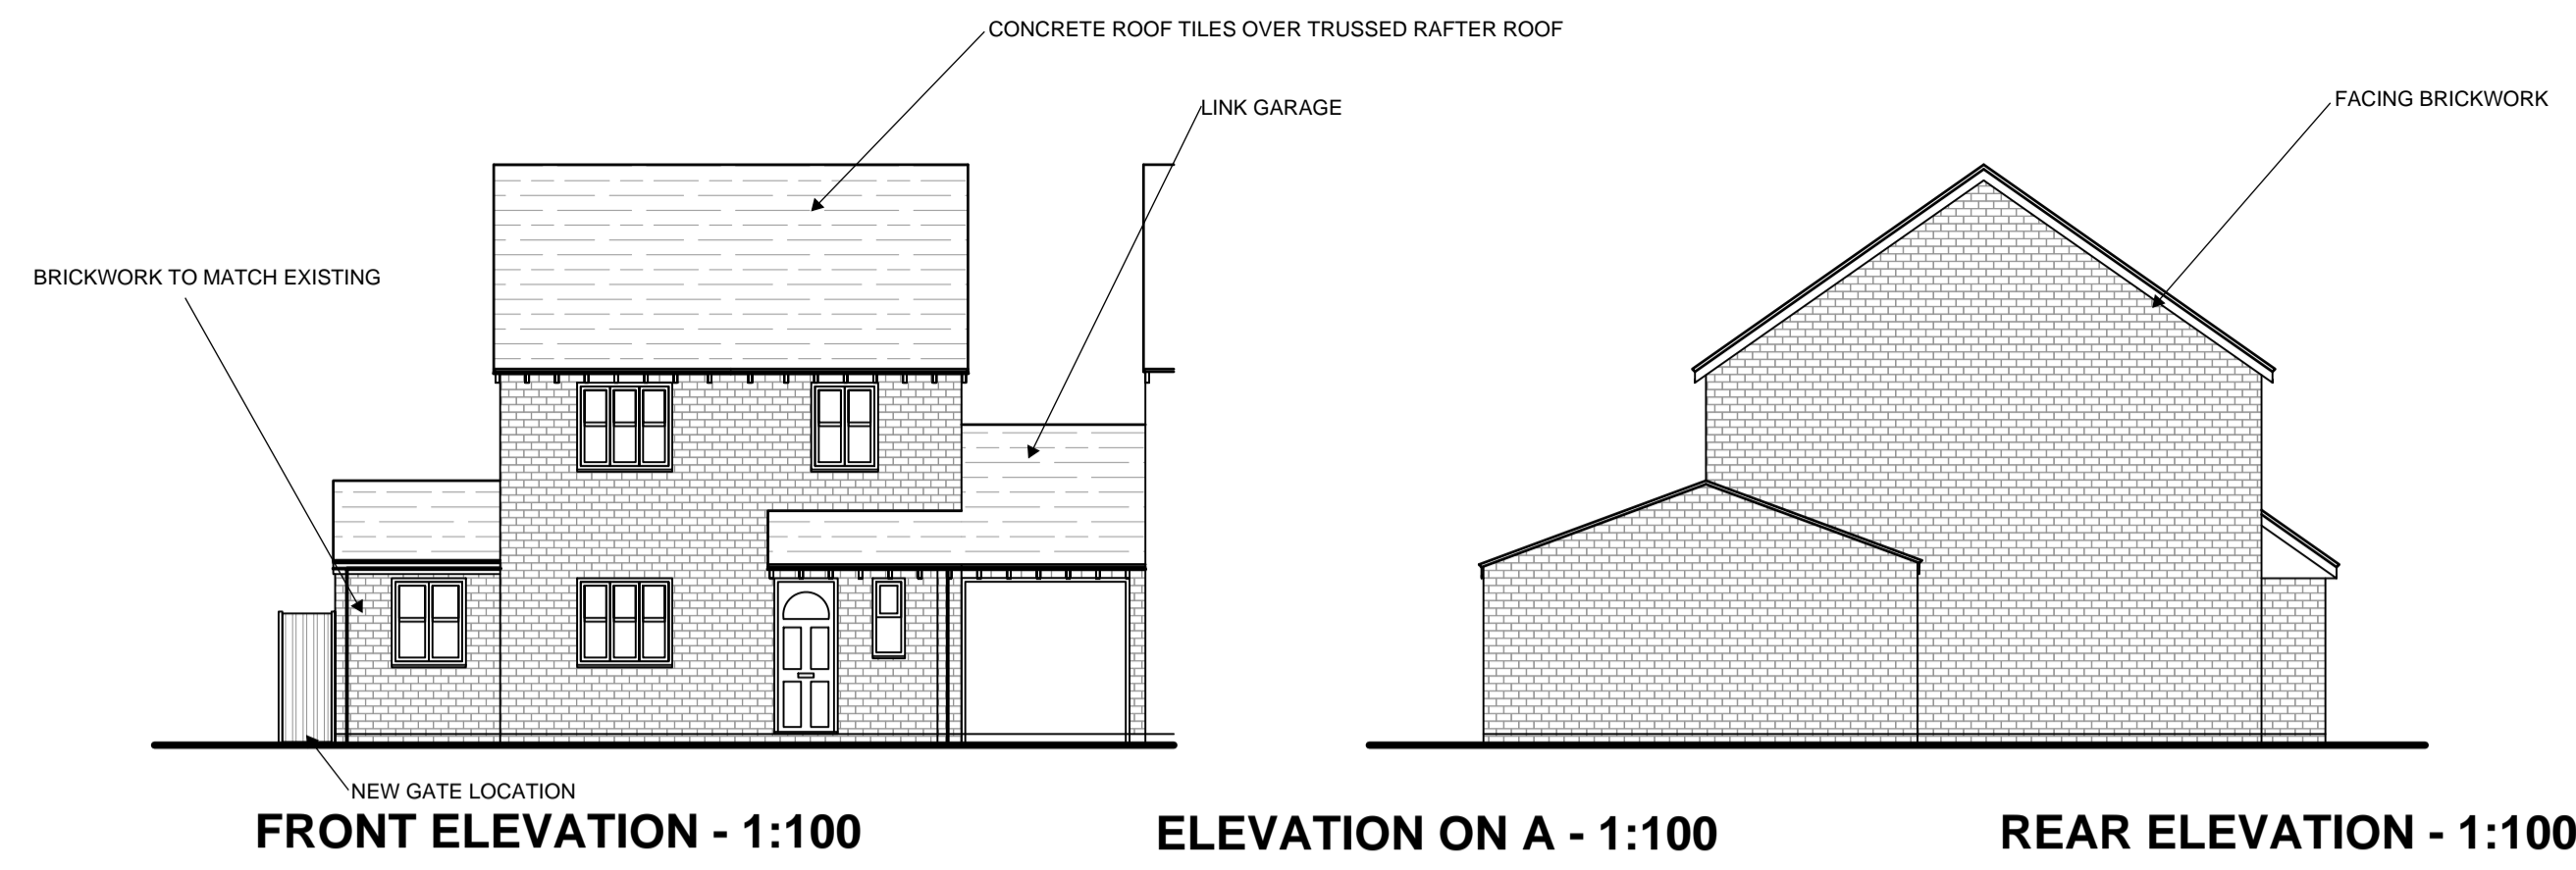 CONCRETE ROOF TILES OVER TRUSSED RAFTER ROOF
LINK GARAGE
FACING BRICKWORK
BRICKWORK TO MATCH EXISTING
NEW GATE LOCATION
FRONT ELEVATION - 1:100
ELEVATION ON A - 1:100
REAR ELEVATION - 1:100